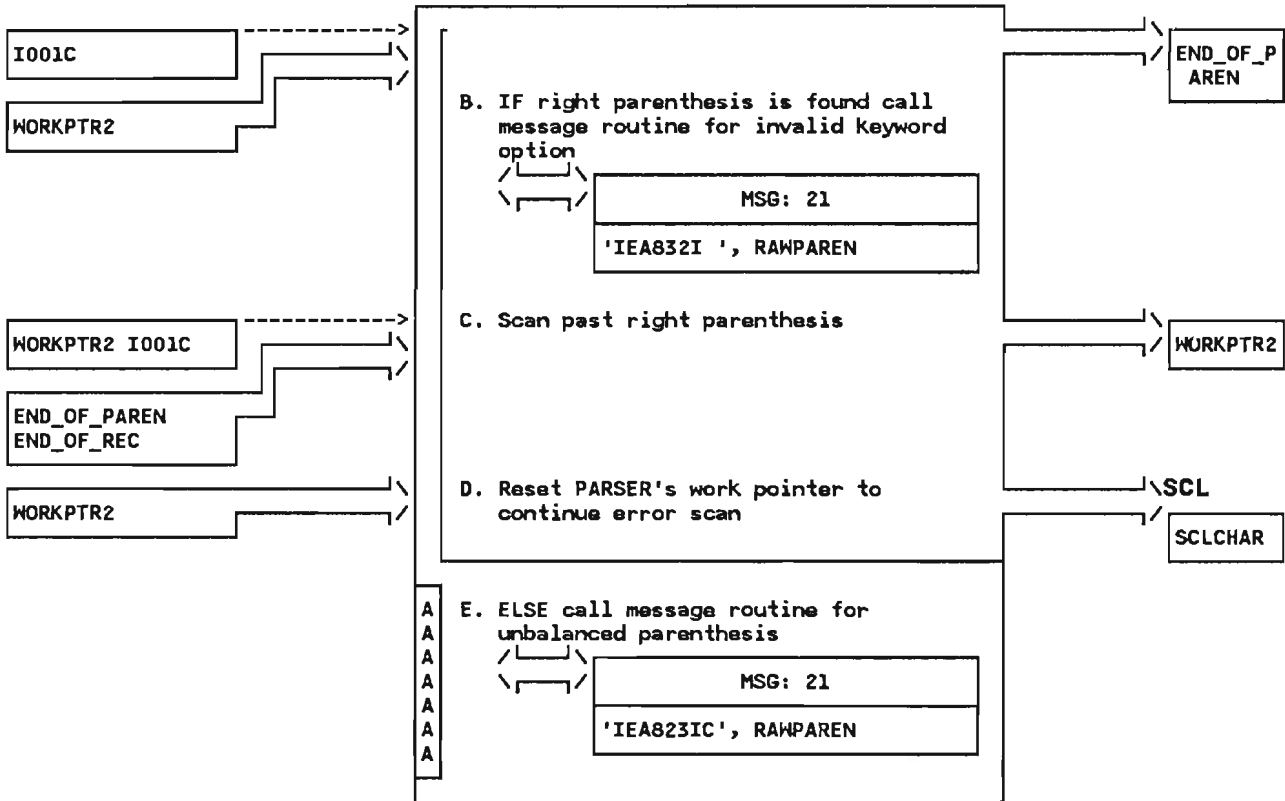 I001C
WORKPTR2
END_OF_P
AREN
B. IF right parenthesis is found call
message routine for invalid keyword
option
MSG: 21
'IEA832I ', RAWPAREN
WORKPTR2 I001C
END_OF_PAREN
END_OF_REC
C. Scan past right parenthesis
WORKPTR2
WORKPTR2
D. Reset PARSER's work pointer to
continue error scan
SCL
SCLCHAR
A
A
A
A
A
A
A
E. ELSE call message routine for
unbalanced parenthesis
MSG: 21
'IEA823IC', RAWPAREN